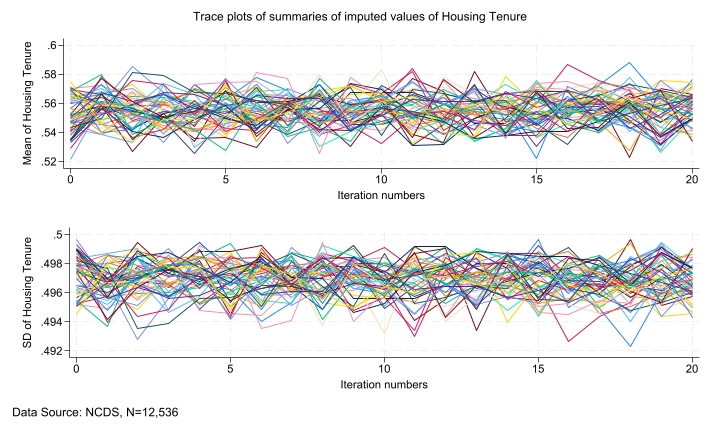 Trace plots of summaries of imputed values of Housing Tenure
Mean of Housing Tenure
.6
.58
.56
.54
.52
0 5 10 15 20
Iteration numbers
SD of Housing Tenure
.5
.498
.496
.494
.492
0 5 10 15 20
Iteration numbers
Data Source: NCDS, N=12,536